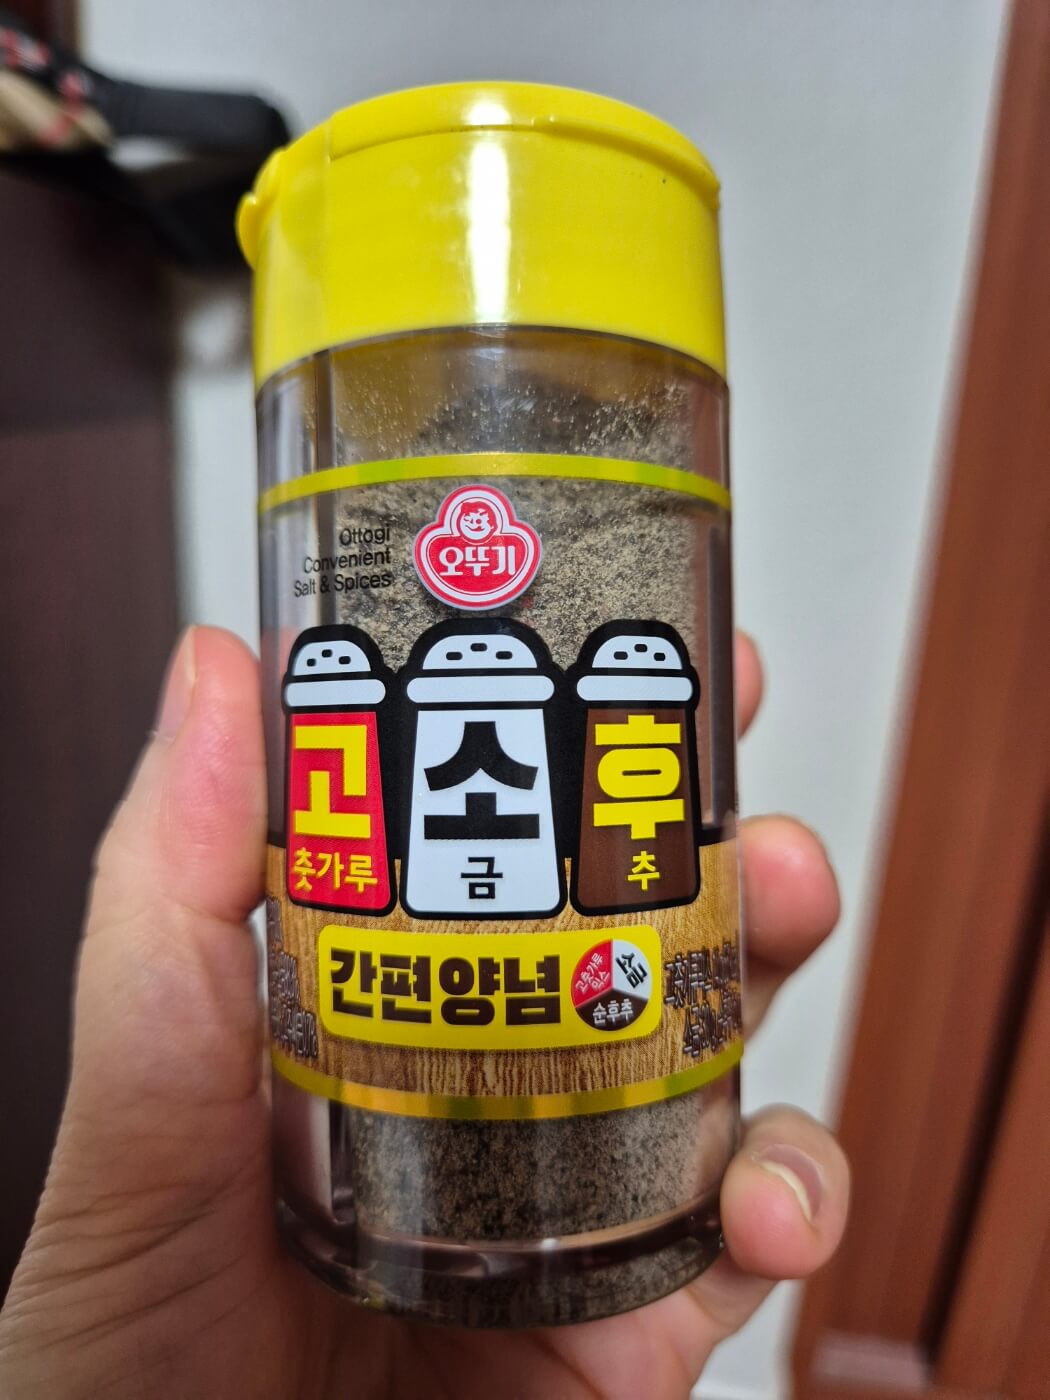 Ottogi
Convenient
Salt & Spices
오뚜기
고춧가루
소금
후추
간편양념
고춧가루
소금
순후추